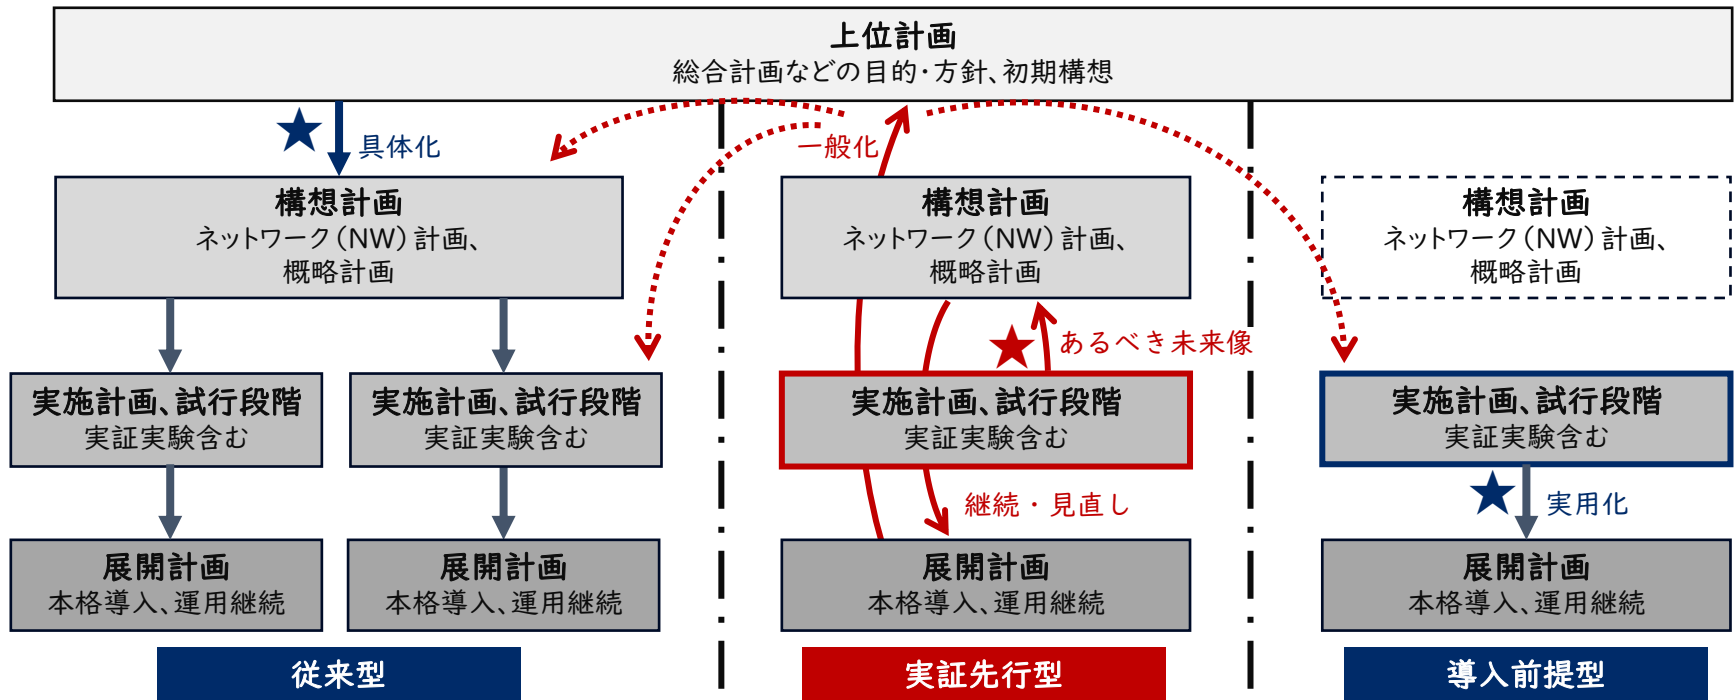 上位計画
総合計画などの目的・方針、初期構想
具体化
一般化
構想計画
ネットワーク(NW)計画、
概略計画
構想計画
ネットワーク(NW)計画、
概略計画
構想計画
ネットワーク(NW)計画、
概略計画
あるべき未来像
実施計画、試行段階
実証実験含む
実施計画、試行段階
実証実験含む
実施計画、試行段階
実証実験含む
実施計画、試行段階
実証実験含む
継続・見直し
実用化
展開計画
本格導入、運用継続
展開計画
本格導入、運用継続
展開計画
本格導入、運用継続
展開計画
本格導入、運用継続
従来型
実証先行型
導入前提型